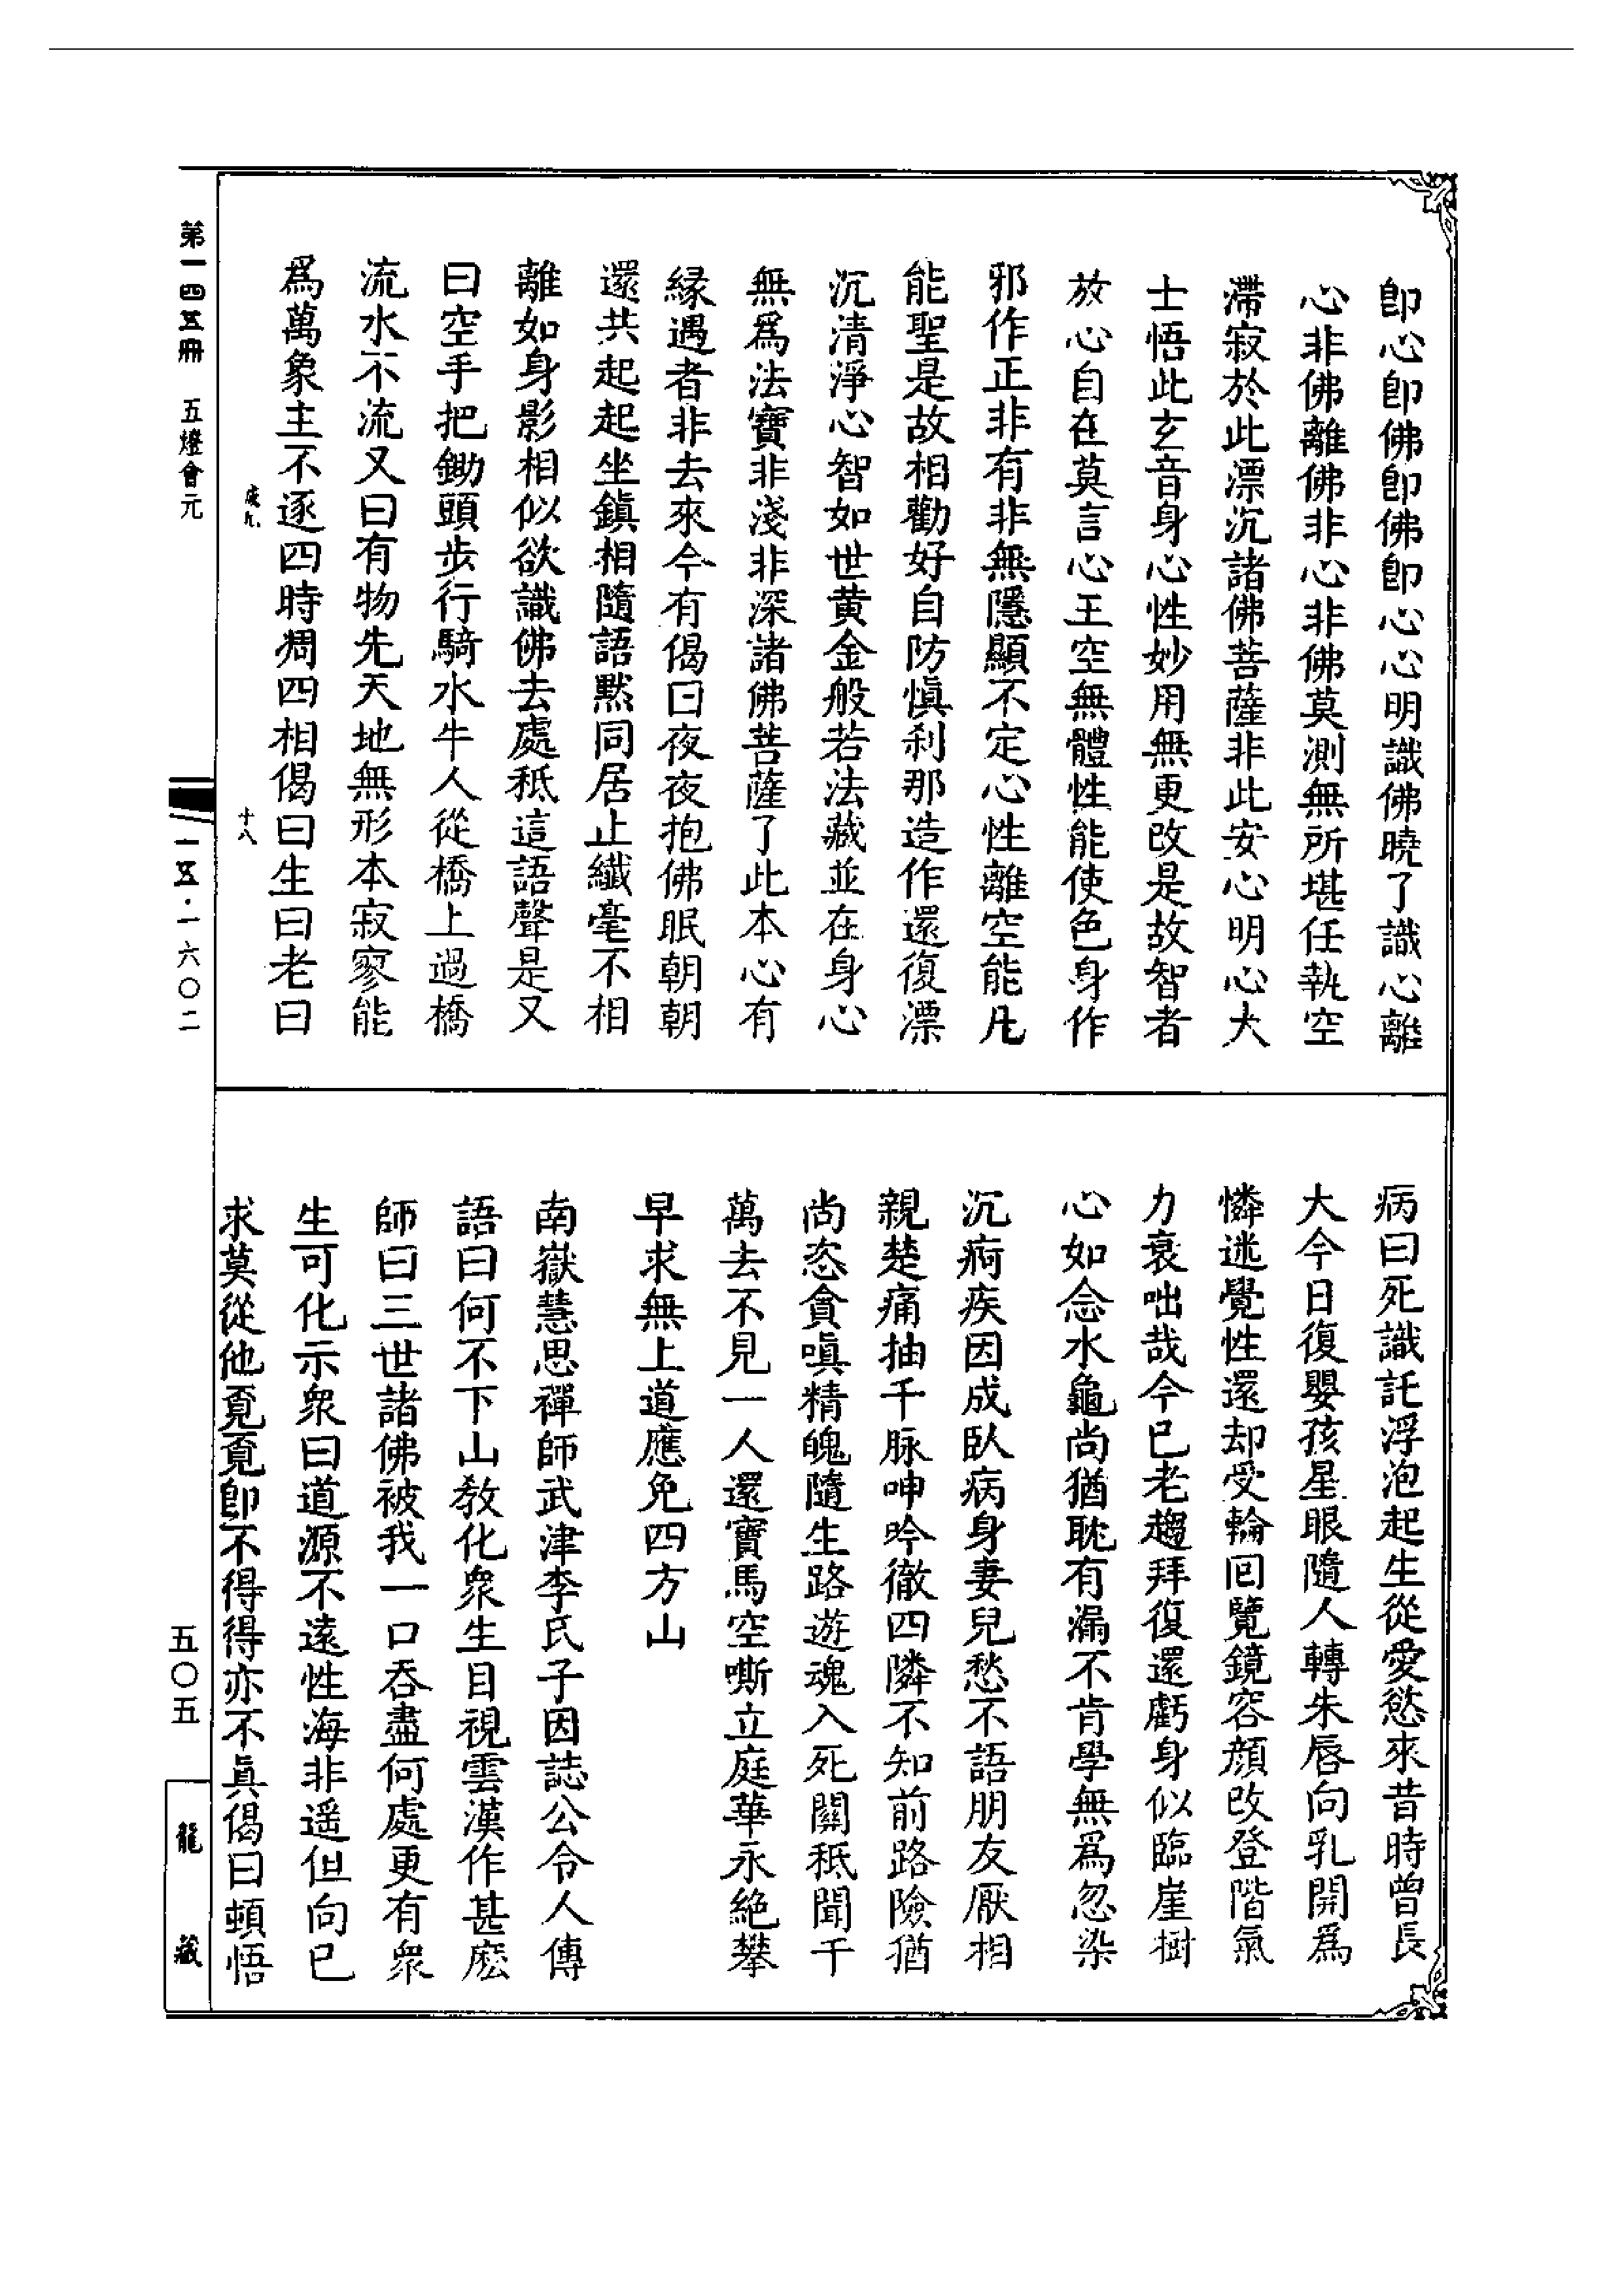 即心即佛即佛即心心明識佛曉了識心離
心非佛離佛非心非佛莫測無所堪任執空
滯寂於此漂沉諸佛菩薩非此安心明心大
士悟此玄音身心性妙用無更改是故智者
放心自在莫言心王空無體性能使色身作
邪作正非有非無隱顯不定心性離空能凡
能聖是故相勸好自防慎刹那造作還復漂
沉清淨心智如世黄金般若法藏並在身心
無爲法寶非淺非深諸佛菩薩了此本心有
緣遇者非去來今有偈曰夜夜抱佛眠朝朝
還共起起坐鎮相隨語默同居止纖毫不相
離如身影相似欲識佛去處秖這語聲是又
曰空手把鋤頭步行騎水牛人從橋上過橋
流水不流又曰有物先天地無形本寂寥能
爲萬象主不逐四時凋四相偈曰生曰老曰
病曰死識託浮泡起生從愛慾來昔時曾長
大今日復嬰孩星眼隨人轉朱唇向乳開爲
憐迷覺性還却受輪回覽鏡容顔改登階氣
力衰咄哉今已老趨拜復還虧身似臨崖樹
心如念水龜尚猶耽有漏不肯學無爲忽染
沉痾疾因成臥病身妻兒愁不語朋友厭相
親楚痛抽千脉呻吟徹四隣不知前路險猶
尚恣貪嗔精魄隨生路遊魂入死關秖聞千
萬去不見一人還寶馬空嘶立庭華永絶攀
早求無上道應免四方山
南嶽慧思禪師武津李氏子因誌公令人傳
語曰何不下山教化衆生目視雲漢作甚麽
師曰三世諸佛被我一口吞盡何處更有衆
生可化示衆曰道源不遠性海非遥但向已
求莫從他覔覔即不得得亦不眞偈曰頓悟
十八
第一四五冊 五燈會元
一五·一六〇二
五〇五
龍藏